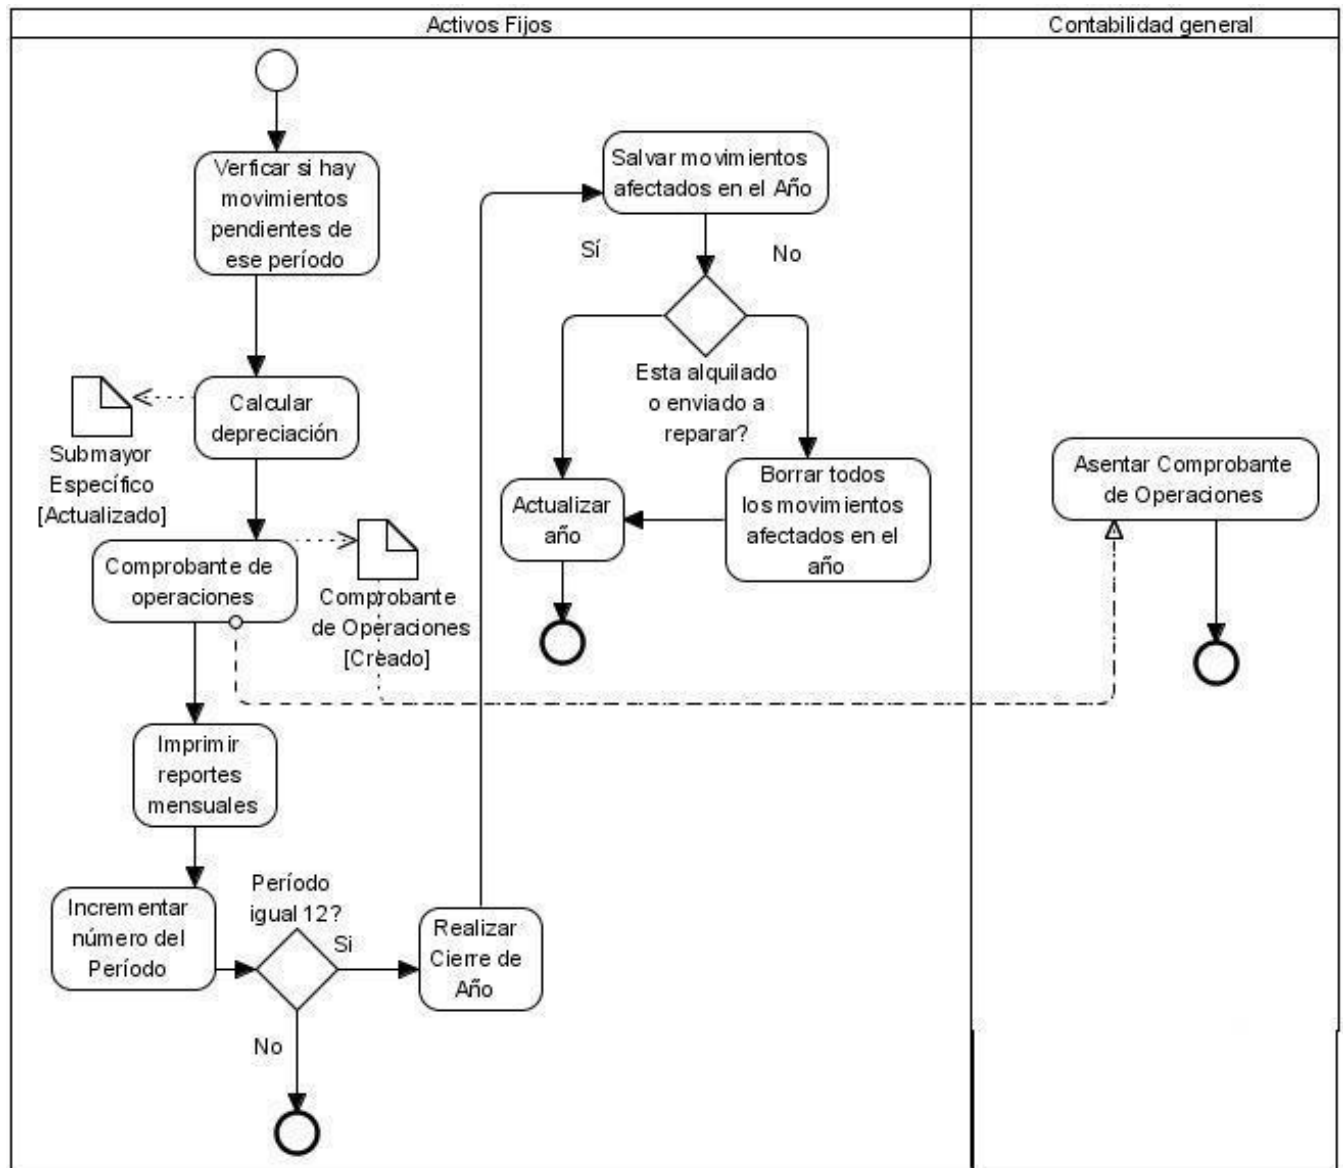 Activos Fijos
Contabilidad general
Verficar si hay
movimientos
pendientes de
ese período
Calcular
depreciación
Submayor
Específico
[Actualizado]
Comprobante de
operaciones
Comprobante
de Operaciones
[Creado]
Imprimir
reportes
mensuales
Incrementar
número del
Período
Período
igual 12?
Si
No
Realizar
Cierre de
Año
Salvar movimientos
afectados en el Año
Sí
No
Esta alquilado
o enviado a
reparar?
Borrar todos
los movimientos
afectados en el
año
Actualizar
año
Asentar Comprobante
de Operaciones